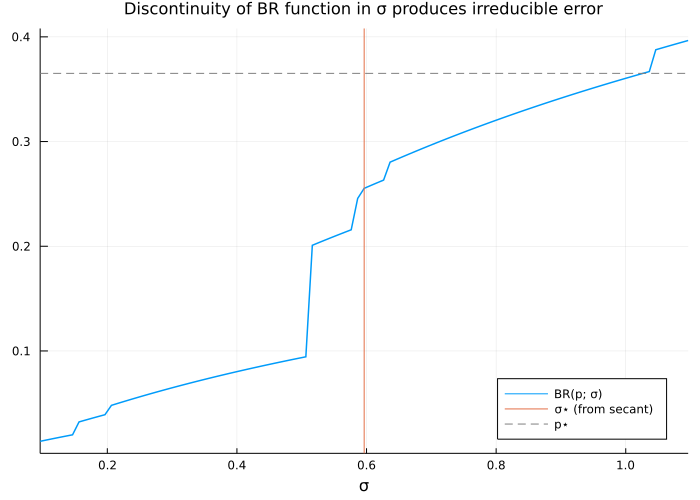 Discontinuity of BR function in σ produces irreducible error
0.4
0.3
0.2
0.1
BR(p; σ)
σ⋆ (from secant)
p⋆
0.2 0.4 0.6 0.8 1.0
σ